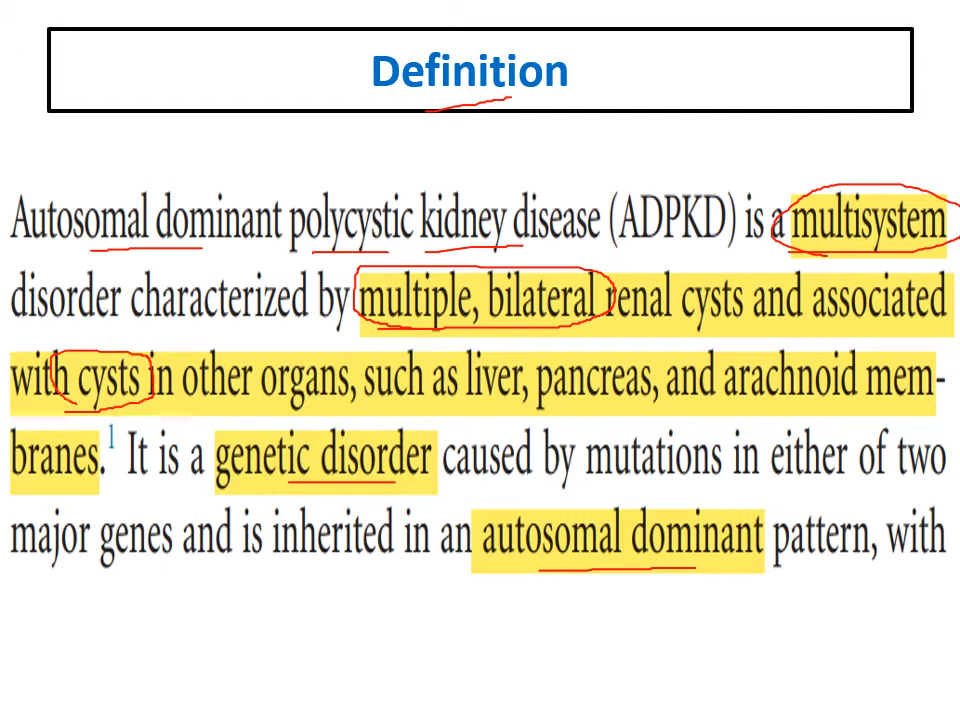 Definition
Autosomal dominant polycystic kidney disease (ADPKD) is a multisystem
disorder characterized by multiple, bilateral renal cysts and associated
with cysts in other organs, such as liver, pancreas, and arachnoid mem-
branes.1 It is a genetic disorder caused by mutations in either of two
major genes and is inherited in an autosomal dominant pattern, with